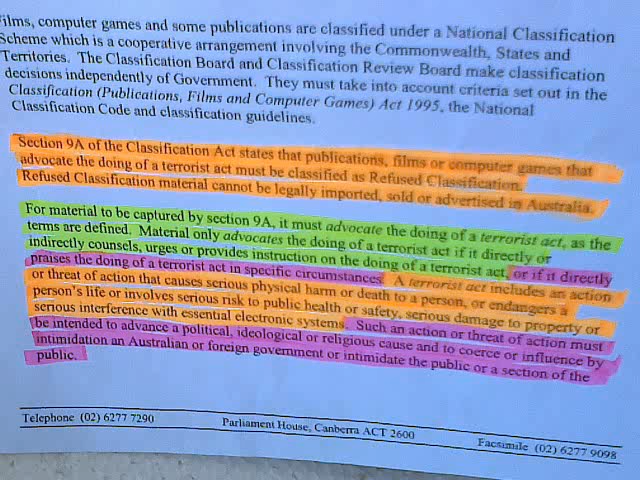 ilms, computer games and some publications are classified under a National Classification
Scheme which is a cooperative arrangement involving the Commonwealth, States and
Territories. The Classification Board and Classification Review Board make classification
decisions independently of Government. They must take into account criteria set out in the
Classification (Publications, Films and Computer Games) Act 1995, the National
Classification Code and classification guidelines.
Section 9A of the Classification Act states that publications, films or computer games that
advocate the doing of a terrorist act must be classified as Refused Classification.
Refused Classification material cannot be legally imported, sold or advertised in Australia.
For material to be captured by section 9A, it must advocate the doing of a terrorist act, as the
terms are defined. Material only advocates the doing of a terrorist act if it directly or
indirectly counsels, urges or provides instruction on the doing of a terrorist act, or if it directly
praises the doing of a terrorist act in specific circumstances. A terrorist act includes an action
or threat of action that causes serious physical harm or death to a person, or endangers a
person's life or involves serious risk to public health or safety, serious damage to property or
serious interference with essential electronic systems. Such an action or threat of action must
be intended to advance a political, ideological or religious cause and to coerce or influence by
intimidation an Australian or foreign government or intimidate the public or a section of the
public.
Telephone (02) 6277 7290 Parliament House, Canberra ACT 2600 Facsimile (02) 6277 9098